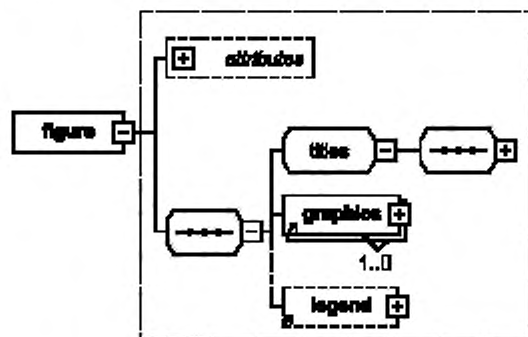 attributes
figure
titles
graphics
1..▯
legend